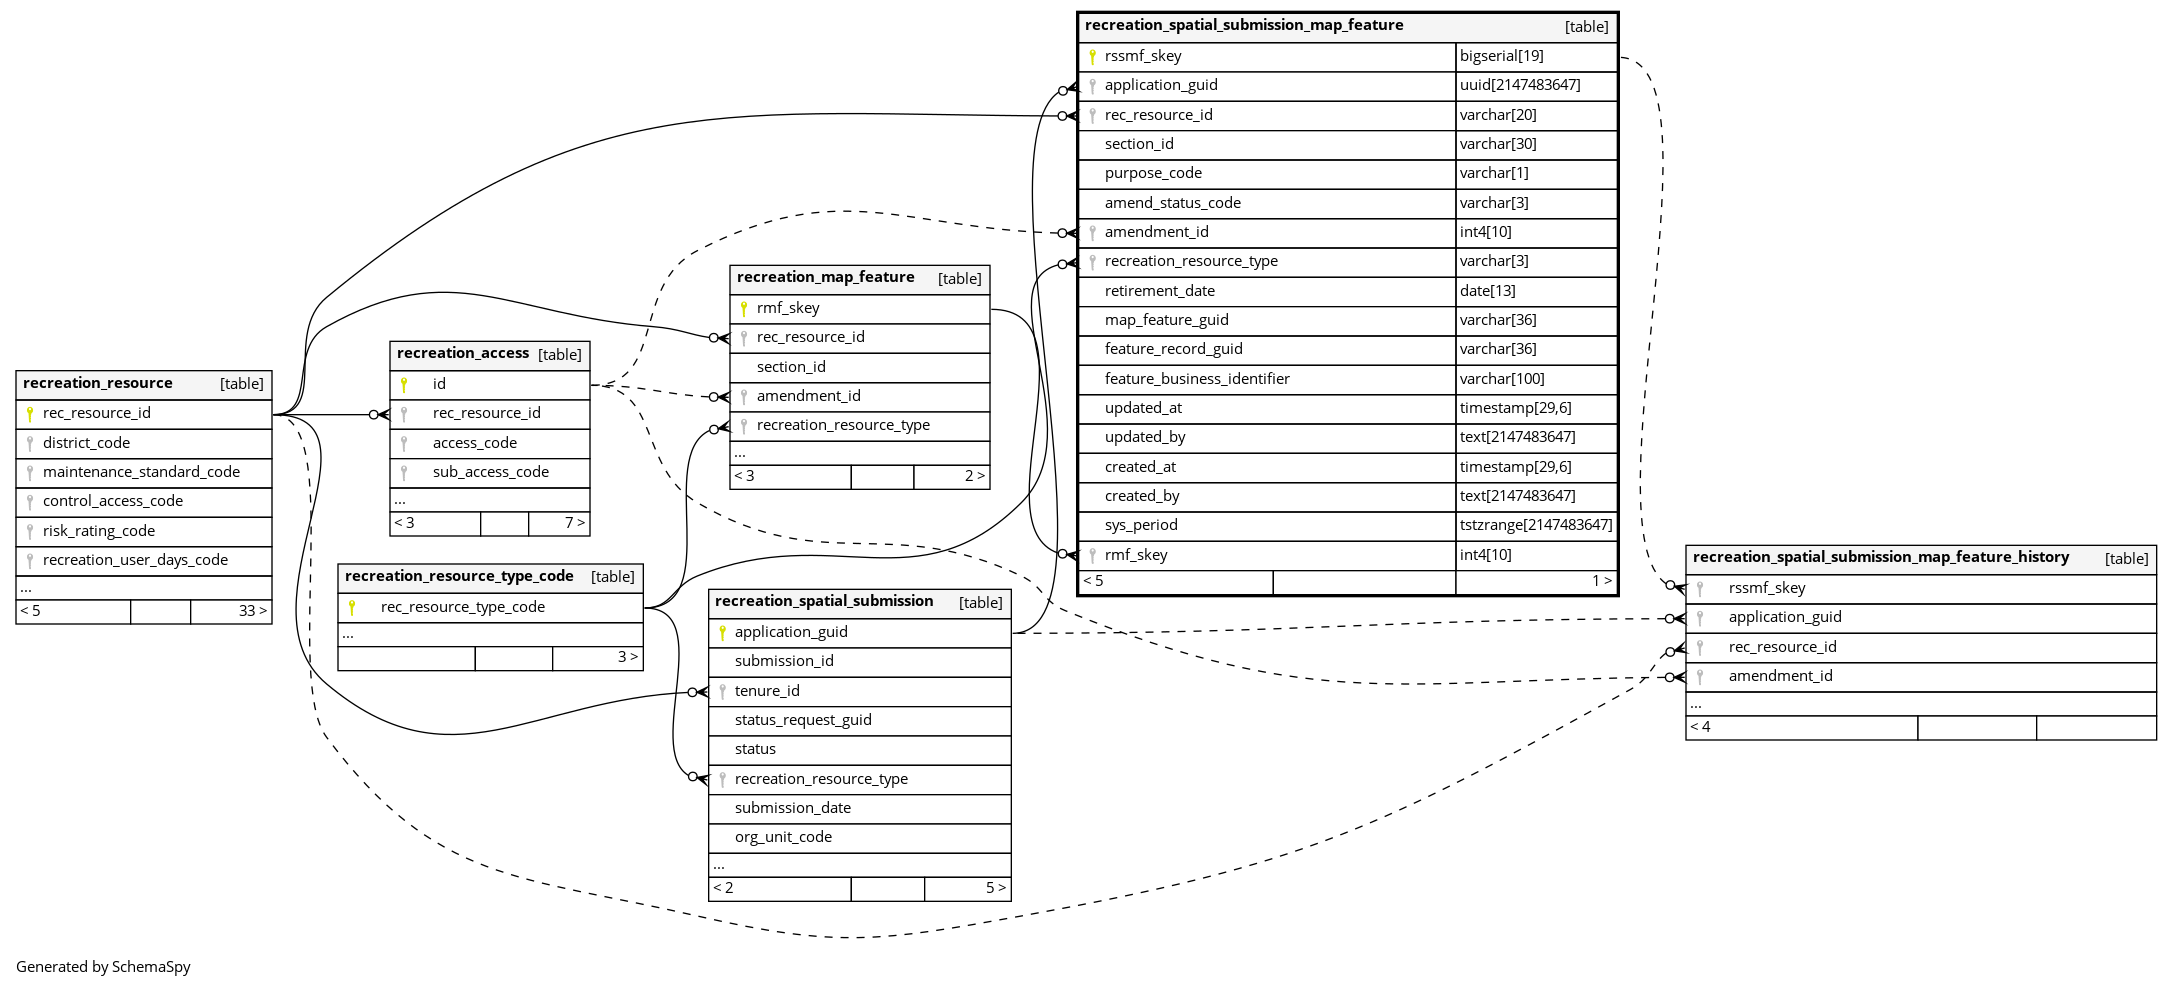 recreation_spatial_submission_map_feature [table]
rssmf_skey bigserial[19]
application_guid uuid[2147483647]
rec_resource_id varchar[20]
section_id varchar[30]
purpose_code varchar[1]
amend_status_code varchar[3]
amendment_id int4[10]
recreation_resource_type varchar[3]
retirement_date date[13]
map_feature_guid varchar[36]
feature_record_guid varchar[36]
feature_business_identifier varchar[100]
updated_at timestamp[29,6]
updated_by text[2147483647]
created_at timestamp[29,6]
created_by text[2147483647]
sys_period tstzrange[2147483647]
rmf_skey int4[10]
< 5 1 >
recreation_map_feature [table]
rmf_skey
rec_resource_id
section_id
amendment_id
recreation_resource_type
...
< 3 2 >
recreation_access [table]
id
rec_resource_id
access_code
sub_access_code
...
< 3 7 >
recreation_resource [table]
rec_resource_id
district_code
maintenance_standard_code
control_access_code
risk_rating_code
recreation_user_days_code
...
< 5 33 >
recreation_resource_type_code [table]
rec_resource_type_code
...
3 >
recreation_spatial_submission [table]
application_guid
submission_id
tenure_id
status_request_guid
status
recreation_resource_type
submission_date
org_unit_code
...
< 2 5 >
recreation_spatial_submission_map_feature_history [table]
rssmf_skey
application_guid
rec_resource_id
amendment_id
...
< 4
Generated by SchemaSpy